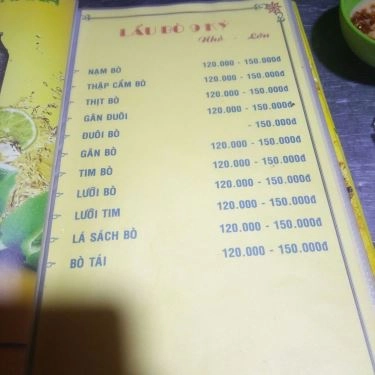 LẨU BÒ 9 KÝ
Nhỏ - Lớn
NẠM BÒ 120.000 - 150.000đ
THẬP CẨM BÒ 120.000 - 150.000đ
THỊT BÒ 120.000 - 150.000đ
GÂN ĐUÔI 120.000 - 150.000đ
ĐUÔI BÒ - 150.000đ
GÂN BÒ 120.000 - 150.000đ
TIM BÒ 120.000 - 150.000đ
LƯỠI BÒ 120.000 - 150.000đ
LƯỠI TIM 120.000 - 150.000đ
LÁ SÁCH BÒ 120.000 - 150.000đ
BÒ TÁI 120.000 - 150.000đ